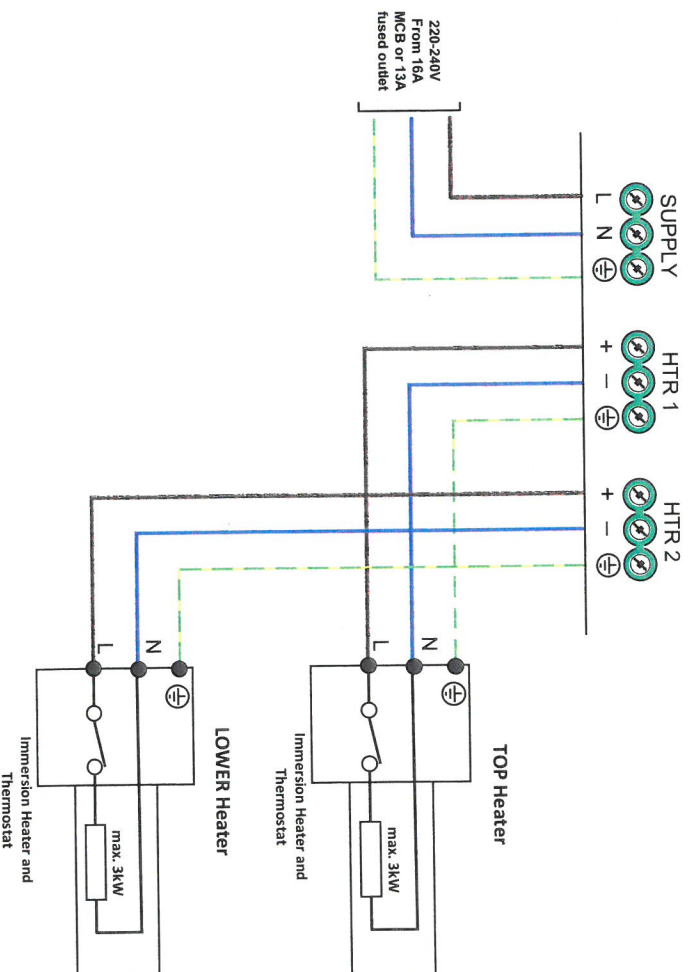 220-240V
From 16A
MCB or 13A
fused outlet
SUPPLY
L
N
HTR 1
+
−
HTR 2
+
−
L
N
TOP Heater
max. 3kW
Immersion Heater and
Thermostat
L
N
LOWER Heater
max. 3kW
Immersion Heater and
Thermostat